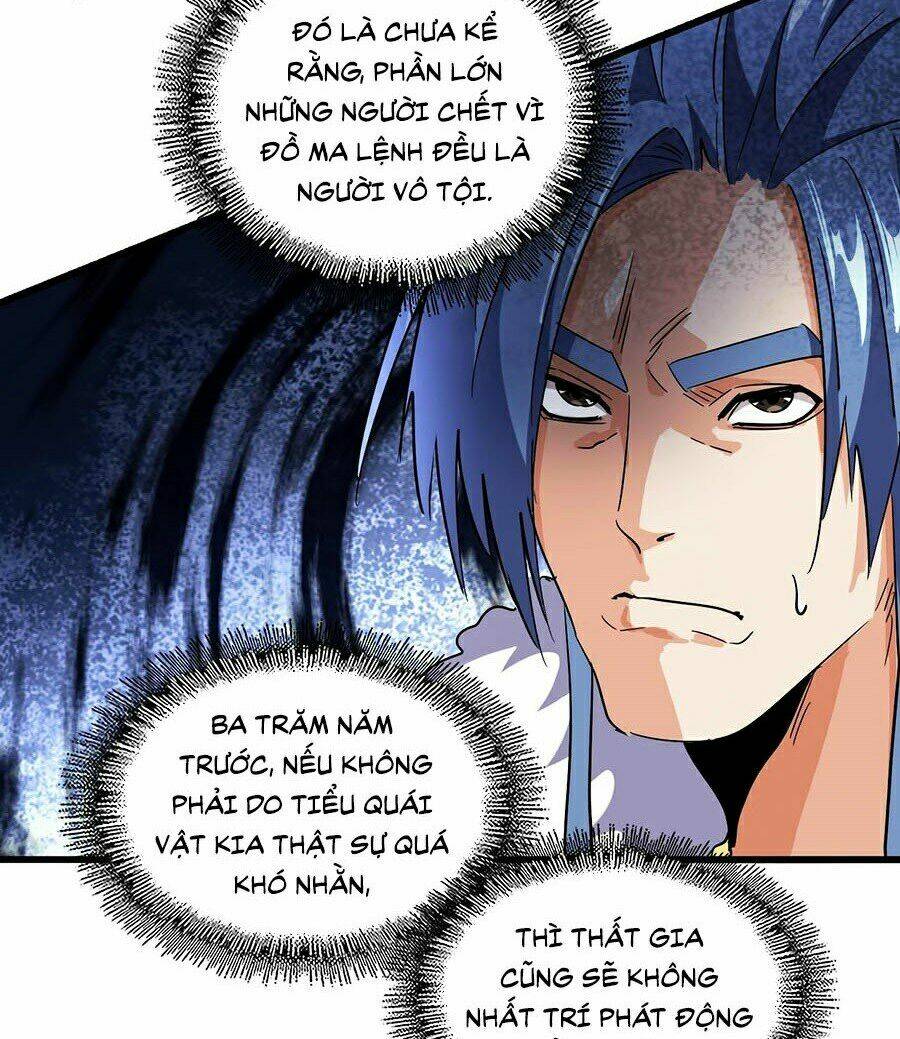 ĐÓ LÀ CHƯA KỂ
RẰNG, PHẦN LỚN
NHỮNG NGƯỜI CHẾT VÌ
ĐỒ MA LỆNH ĐỀU LÀ
NGƯỜI VÔ TỘI.
BA TRĂM NĂM
TRƯỚC, NẾU KHÔNG
PHẢI DO TIỂU QUÁI
VẬT KIA THẬT SỰ QUÁ
KHÓ NHẰN,
THÌ THẤT GIA
CŨNG SẼ KHÔNG
NHẤT TRÍ PHÁT ĐỘNG